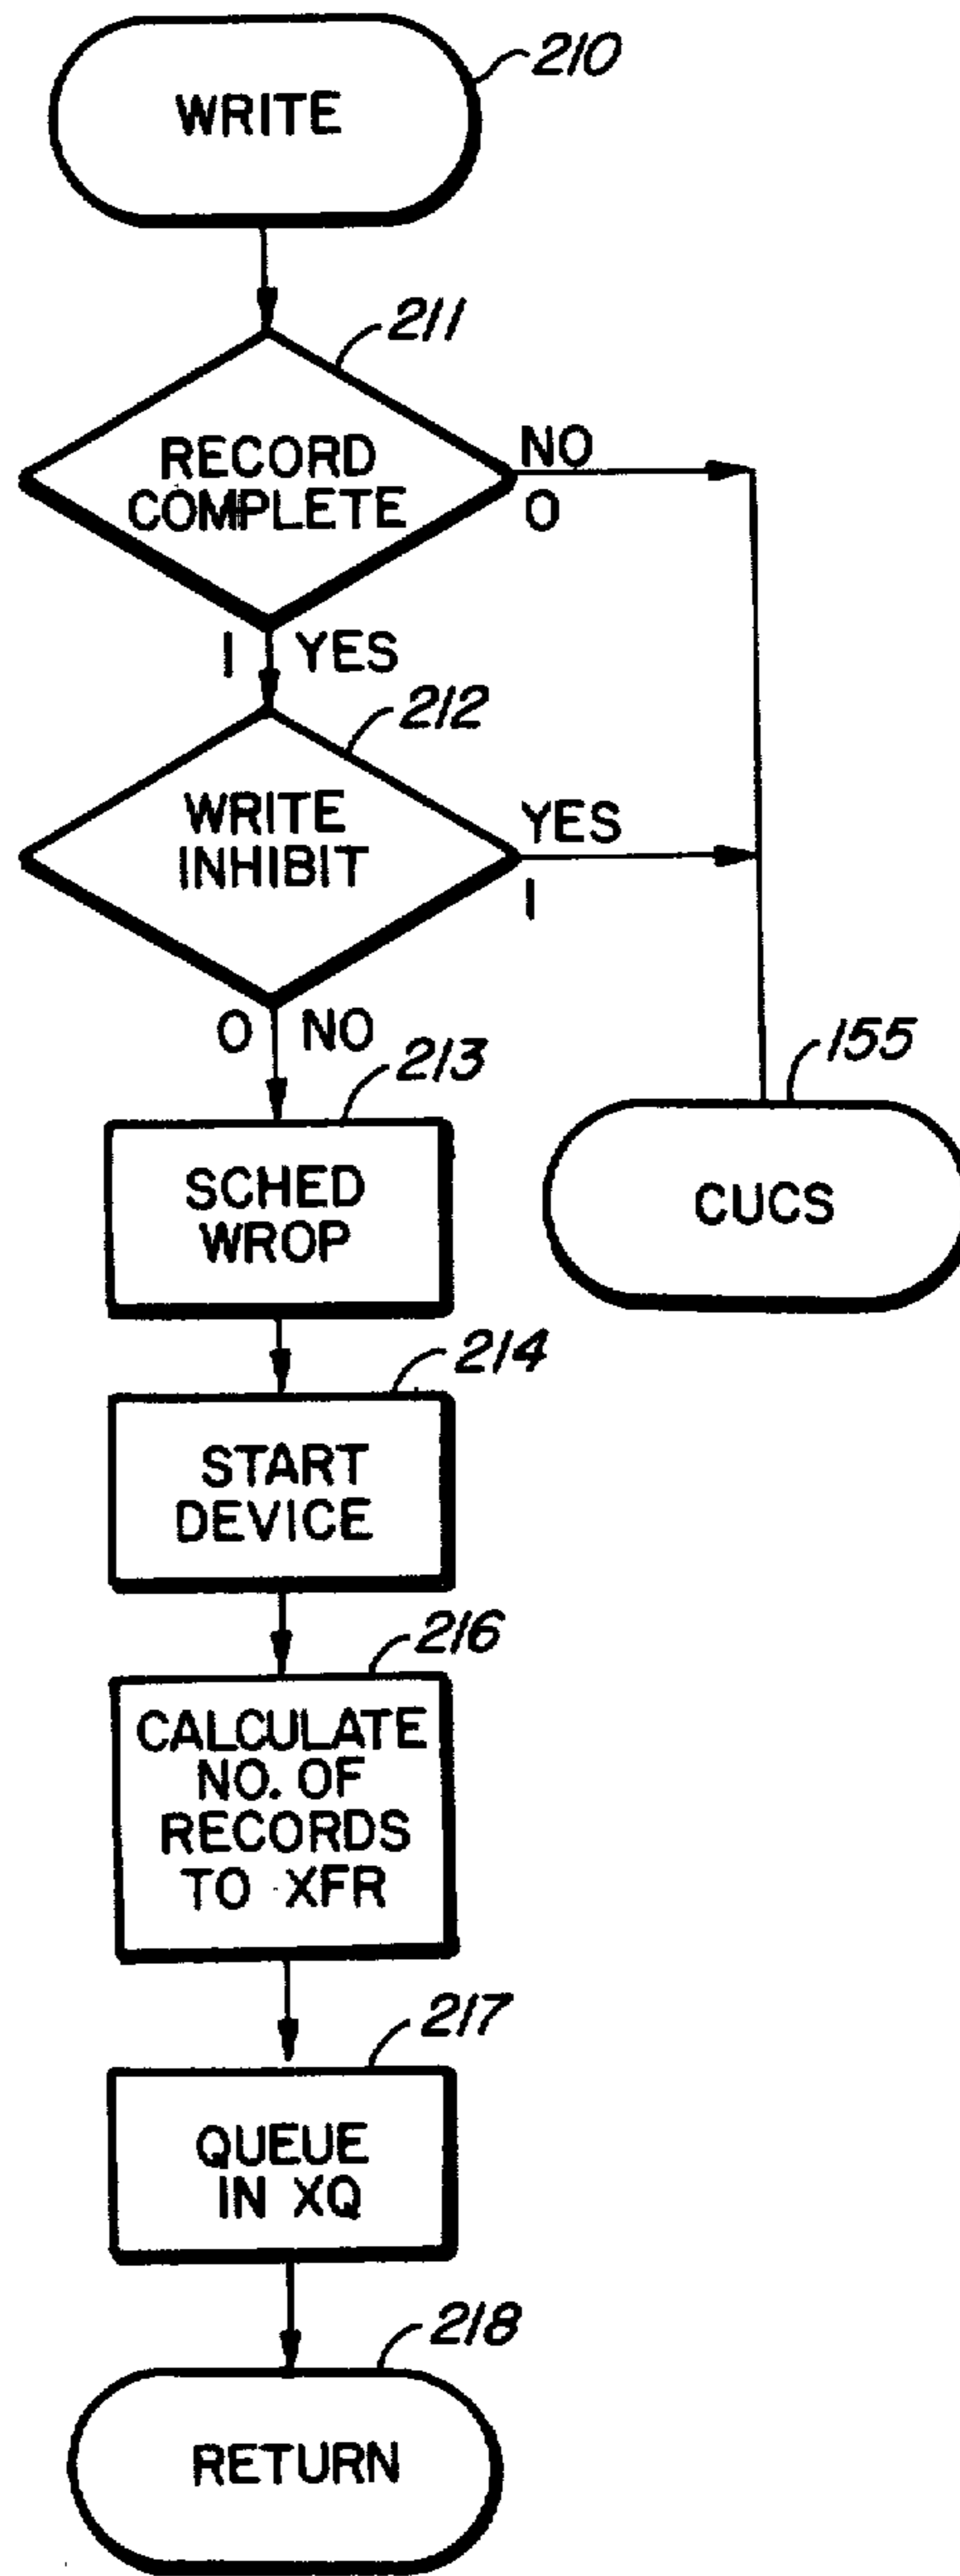 210
WRITE
211
RECORD
COMPLETE
NO
0
1 YES
212
WRITE
INHIBIT
YES
1
0 NO
213
155
SCHED
WROP
CUCS
214
START
DEVICE
216
CALCULATE
NO. OF
RECORDS
TO XFR
217
QUEUE
IN XQ
218
RETURN